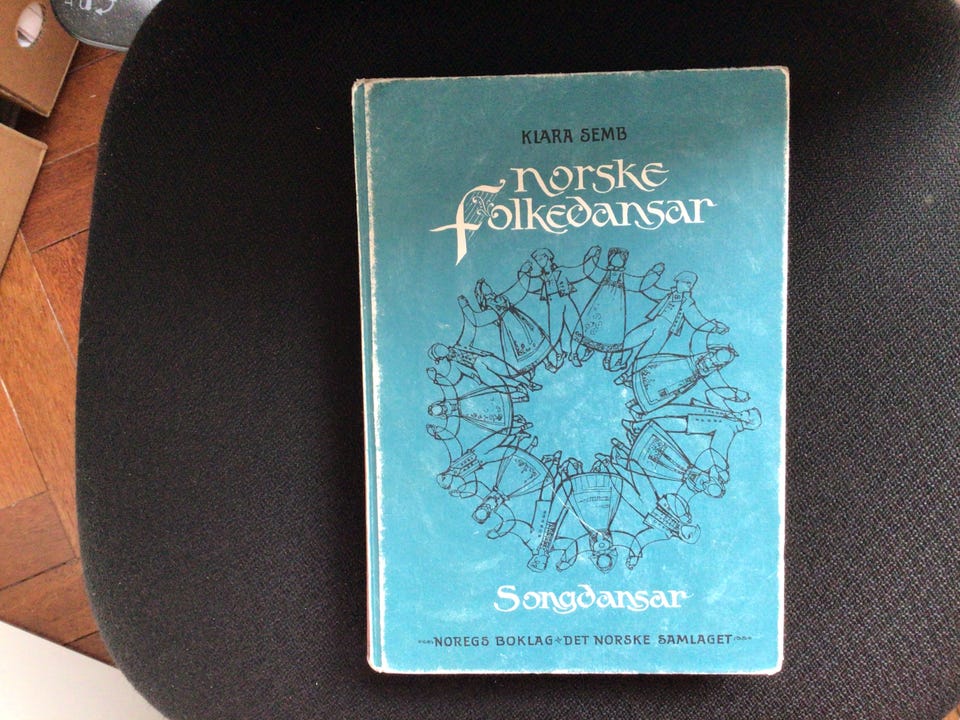 KLARA SEMB
norske
folkedansar
Songdansar
NOREGS BOKLAG DET NORSKE SAMLAGET